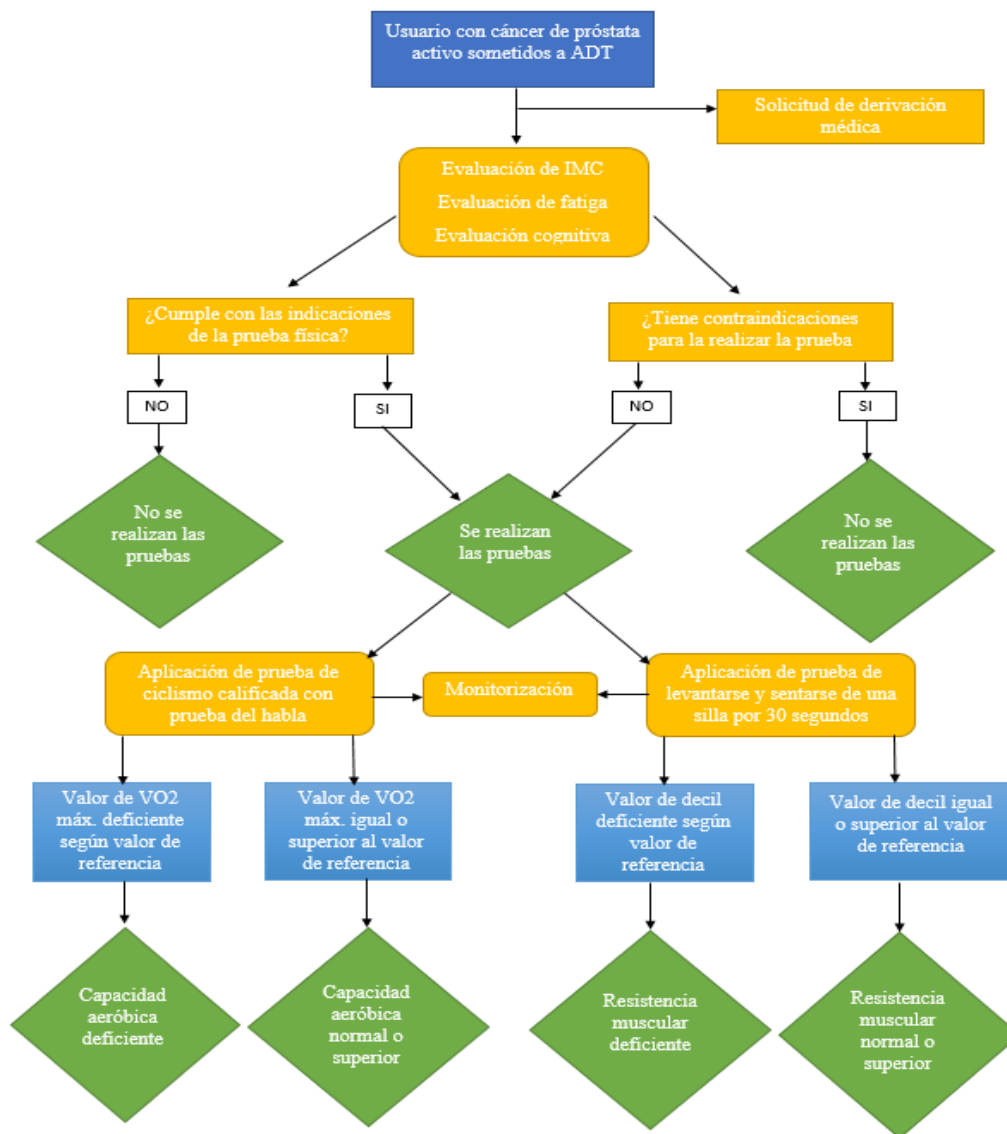 Usuario con cáncer de próstata
activo sometidos a ADT
Solicitud de derivación
médica
Evaluación de IMC
Evaluación de fatiga
Evaluación cognitiva
¿Cumple con las indicaciones
de la prueba física?
¿Tiene contraindicaciones
para la realizar la prueba
NO
SI
NO
SI
No se
realizan las
pruebas
Se realizan
las pruebas
No se
realizan las
pruebas
Aplicación de prueba de
ciclismo calificada con
prueba del habla
Monitorización
Aplicación de prueba de
levantarse y sentarse de una
silla por 30 segundos
Valor de VO2
máx. deficiente
según valor de
referencia
Valor de VO2
máx. igual o
superior al valor
de referencia
Valor de decil
deficiente según
valor de
referencia
Valor de decil igual
o superior al valor
de referencia
Capacidad
aeróbica
deficiente
Capacidad
aeróbica
normal o
superior
Resistencia
muscular
deficiente
Resistencia
muscular
normal o
superior